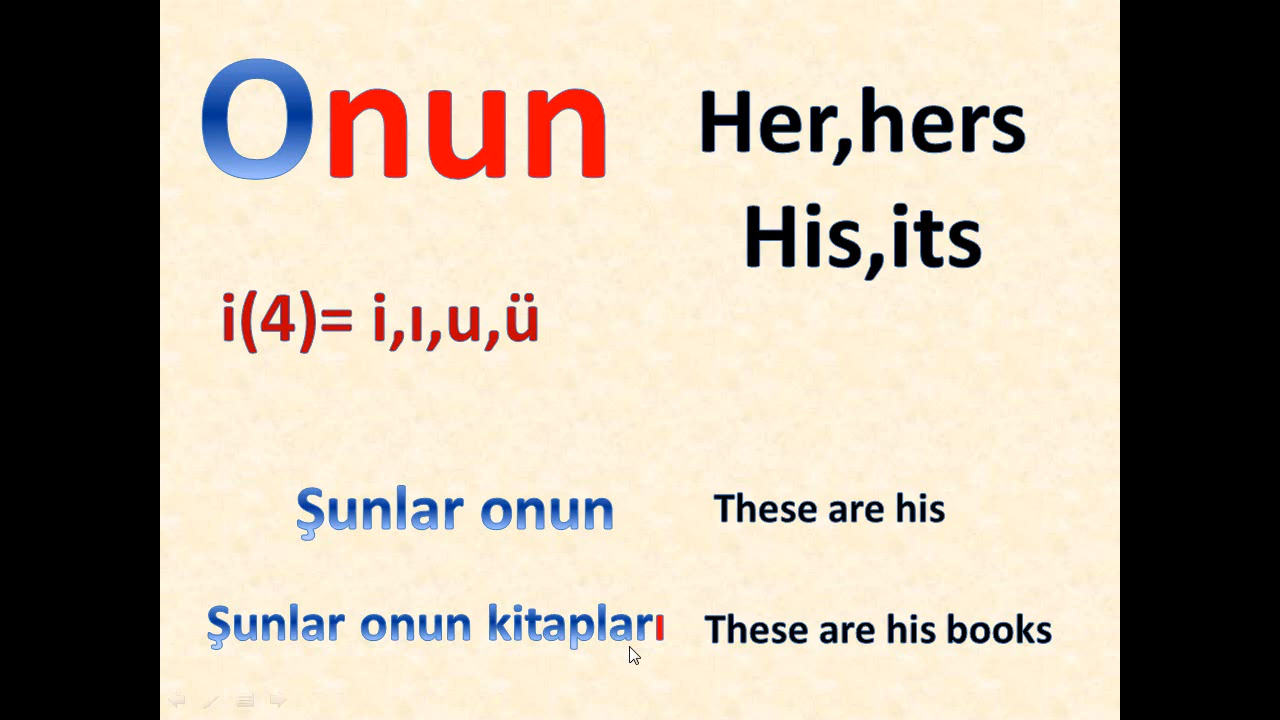 Onun
Her,hers
His,its
i(4)= i,ı,u,ü
Şunlar onun
These are his
Şunlar onun kitapları
These are his books